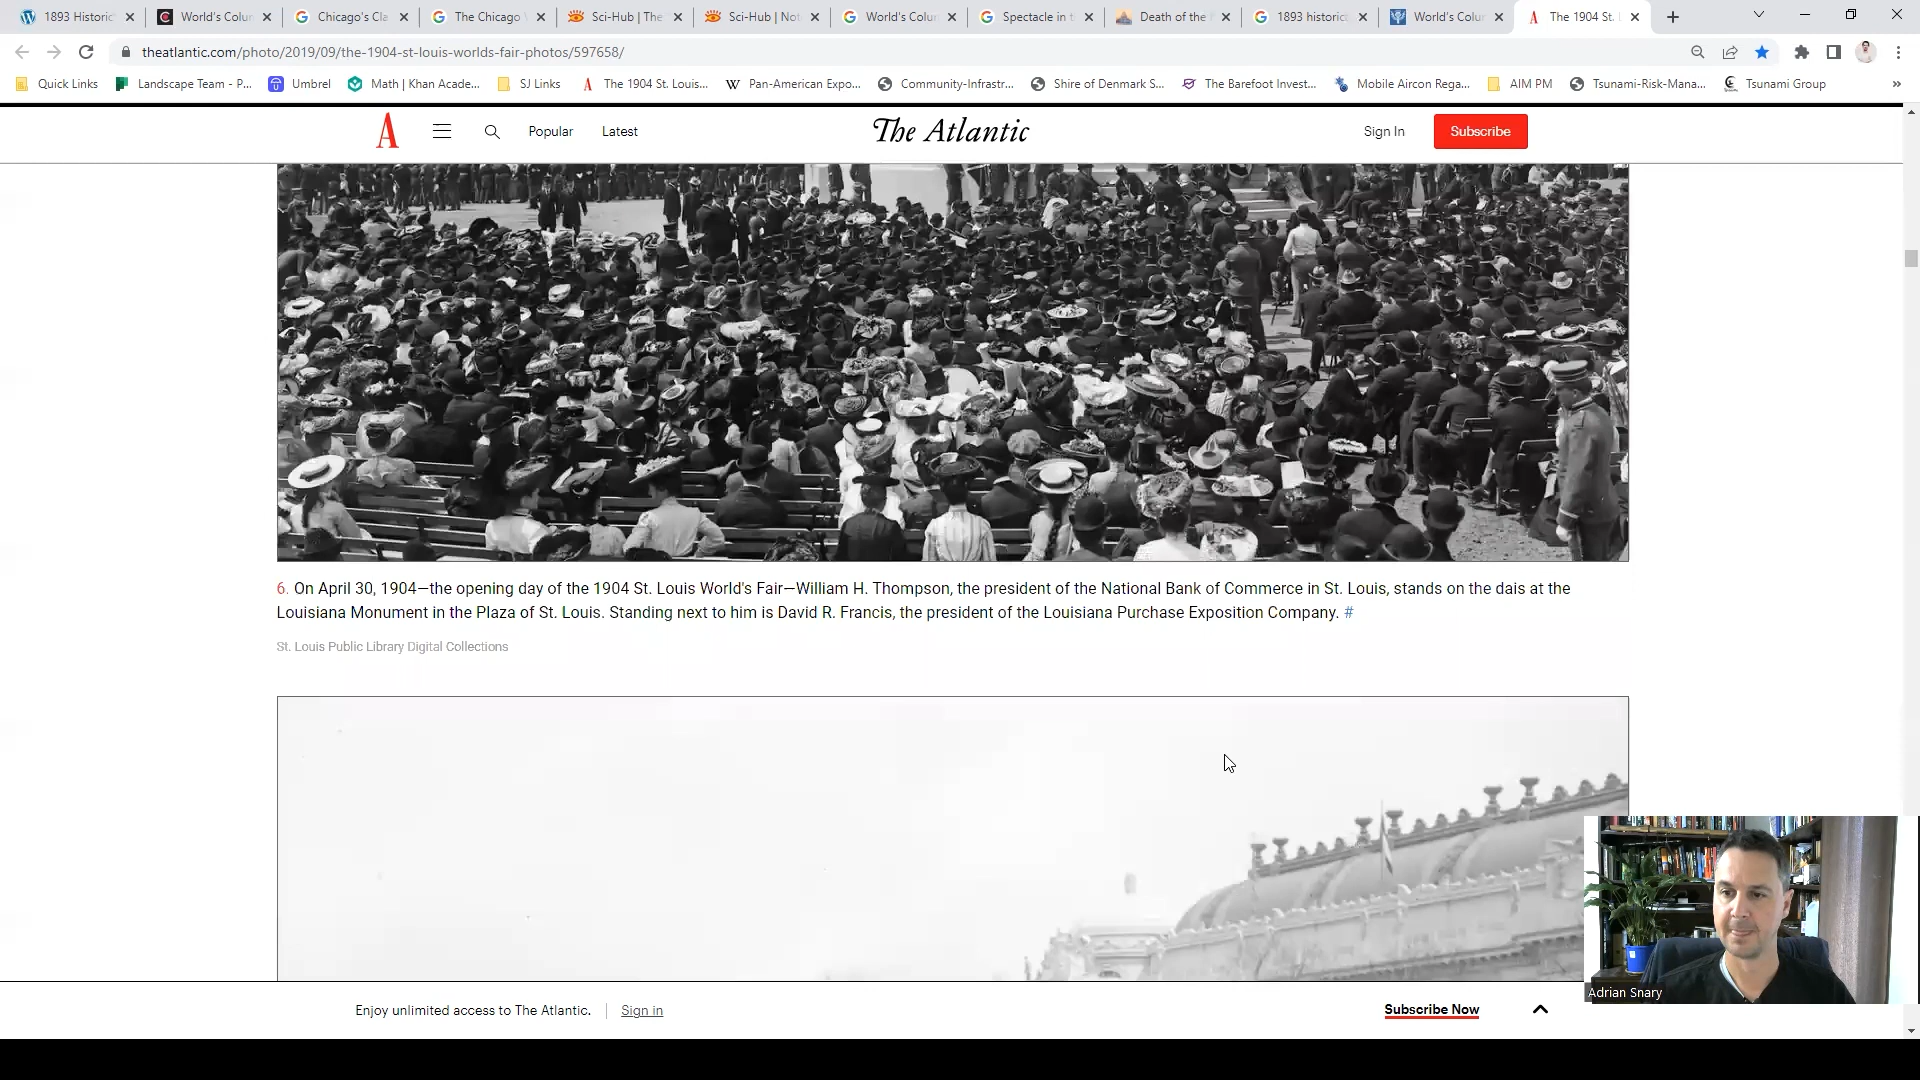 1893 Historic
World's Colu
Chicago's Cla
The Chicago
Sci-Hub | The
Sci-Hub | Not
World's Colu
Spectacle in t
Death of the
1893 historic
World's Colu
The 1904 St. L
theatlantic.com/photo/2019/09/the-1904-st-louis-worlds-fair-photos/597658/
Quick Links
Landscape Team - P...
Umbrel
Math | Khan Acade...
SJ Links
The 1904 St. Louis...
W Pan-American Expo...
Community-Infrastr...
Shire of Denmark S...
The Barefoot Invest...
Mobile Aircon Rega...
AIM PM
Tsunami-Risk-Mana...
Tsunami Group
»
A
Popular
Latest
The Atlantic
Sign In
Subscribe
6. On April 30, 1904—the opening day of the 1904 St. Louis World's Fair—William H. Thompson, the president of the National Bank of Commerce in St. Louis, stands on the dais at the
Louisiana Monument in the Plaza of St. Louis. Standing next to him is David R. Francis, the president of the Louisiana Purchase Exposition Company. #
St. Louis Public Library Digital Collections
Enjoy unlimited access to The Atlantic.
Sign in
Subscribe Now
Adrian Snary